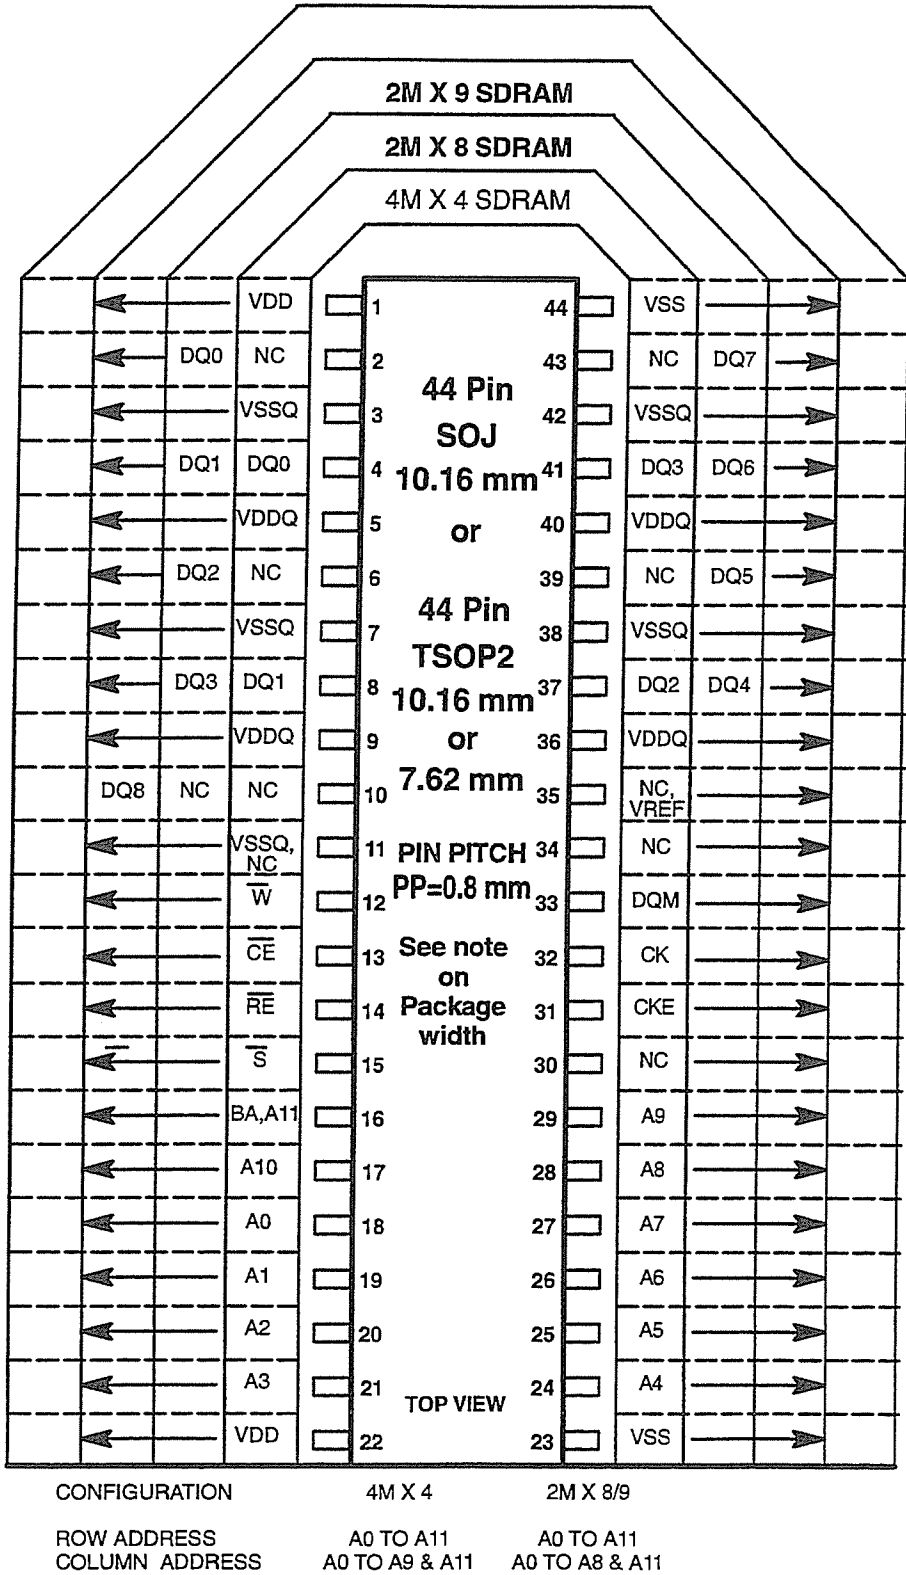 2M X 9 SDRAM
2M X 8 SDRAM
4M X 4 SDRAM
VDD 1 44 VSS
DQ0 NC 2 43 NC DQ7
VSSQ 3 42 VSSQ
DQ1 DQ0 4 41 DQ3 DQ6
VDDQ 5 40 VDDQ
DQ2 NC 6 39 NC DQ5
VSSQ 7 38 VSSQ
DQ3 DQ1 8 37 DQ2 DQ4
VDDQ 9 36 VDDQ
DQ8 NC NC 10 35 NC, VREF
VSSQ, NC 11 34 NC
W̅ 12 33 DQM
C̅E̅ 13 32 CK
R̅E̅ 14 31 CKE
S̅ 15 30 NC
BA,A11 16 29 A9
A10 17 28 A8
A0 18 27 A7
A1 19 26 A6
A2 20 25 A5
A3 21 24 A4
VDD 22 23 VSS
44 Pin
SOJ
10.16 mm
or
44 Pin
TSOP2
10.16 mm
or
7.62 mm
PIN PITCH
PP=0.8 mm
See note
on
Package
width
TOP VIEW
CONFIGURATION 4M X 4 2M X 8/9
ROW ADDRESS A0 TO A11 A0 TO A11
COLUMN ADDRESS A0 TO A9 & A11 A0 TO A8 & A11